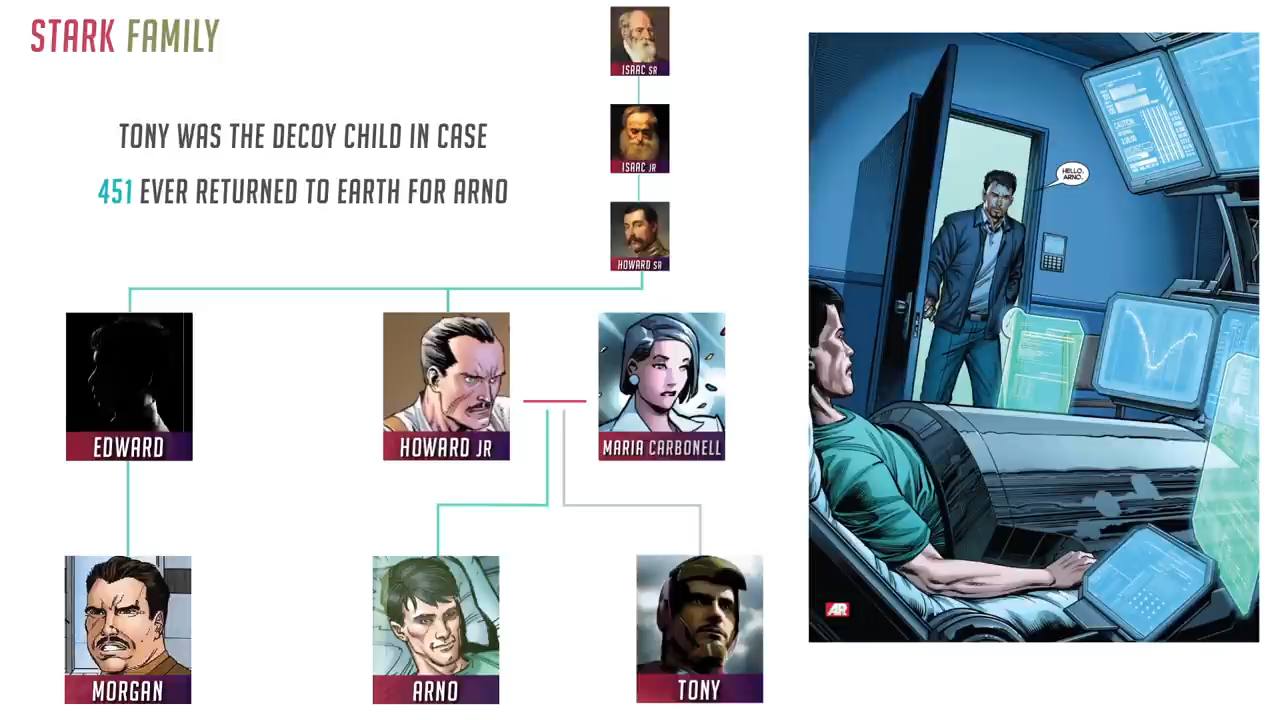 STARK FAMILY
ISAAC SR
TONY WAS THE DECOY CHILD IN CASE
451 EVER RETURNED TO EARTH FOR ARNO
ISAAC JR
HOWARD SR
HELLO, ARNO.
EDWARD
HOWARD JR
MARIA CARBONELL
MORGAN
ARNO
TONY
CAUTION
AR